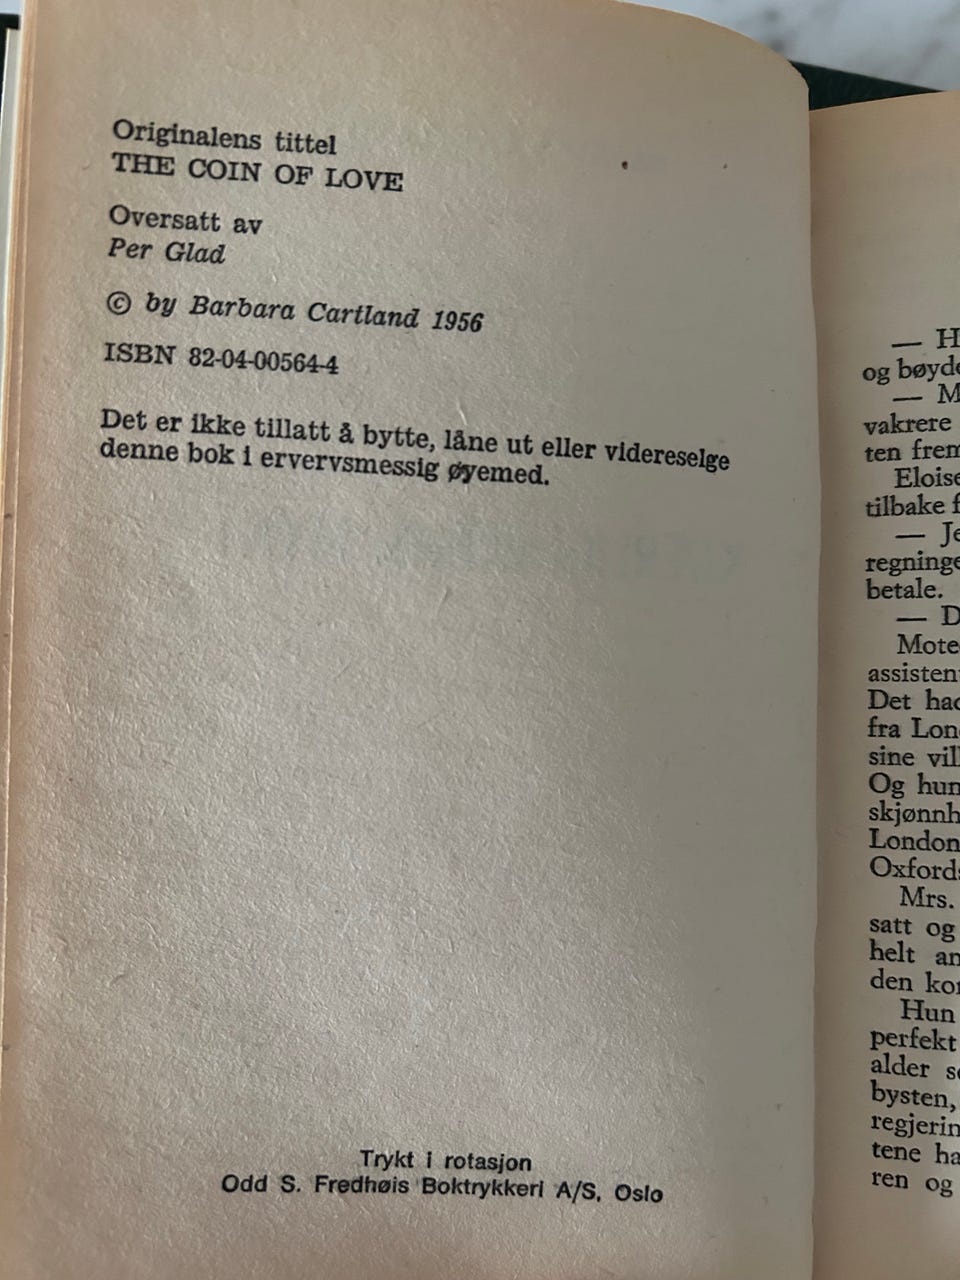 Originalens tittel
THE COIN OF LOVE
Oversatt av
Per Glad
© by Barbara Cartland 1956
ISBN 82-04-00564-4
Det er ikke tillatt å bytte, låne ut eller videreselge
denne bok i ervervsmessig øyemed.
Trykt i rotasjon
Odd S. Fredhøis Boktrykkeri A/S, Oslo
— H
og bøyde
— M
vakrere
ten frem
Eloise
tilbake f
— Je
regninge
betale.
— D
Mote
assisten
Det had
fra Lon
sine vil
Og hun
skjønnh
London
Oxfords
Mrs.
satt og
helt an
den kor
Hun
perfekt
alder s
bysten,
regjerin
tene ha
ren og